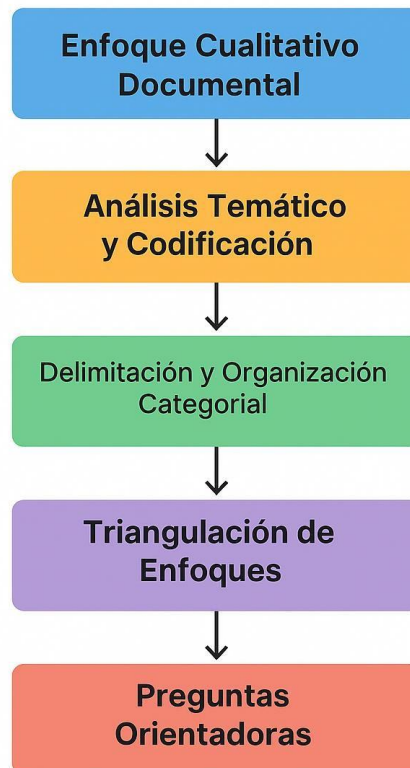 Enfoque Cualitativo
Documental
Análisis Temático
y Codificación
Delimitación y Organización
Categorial
Triangulación de
Enfoques
Preguntas
Orientadoras